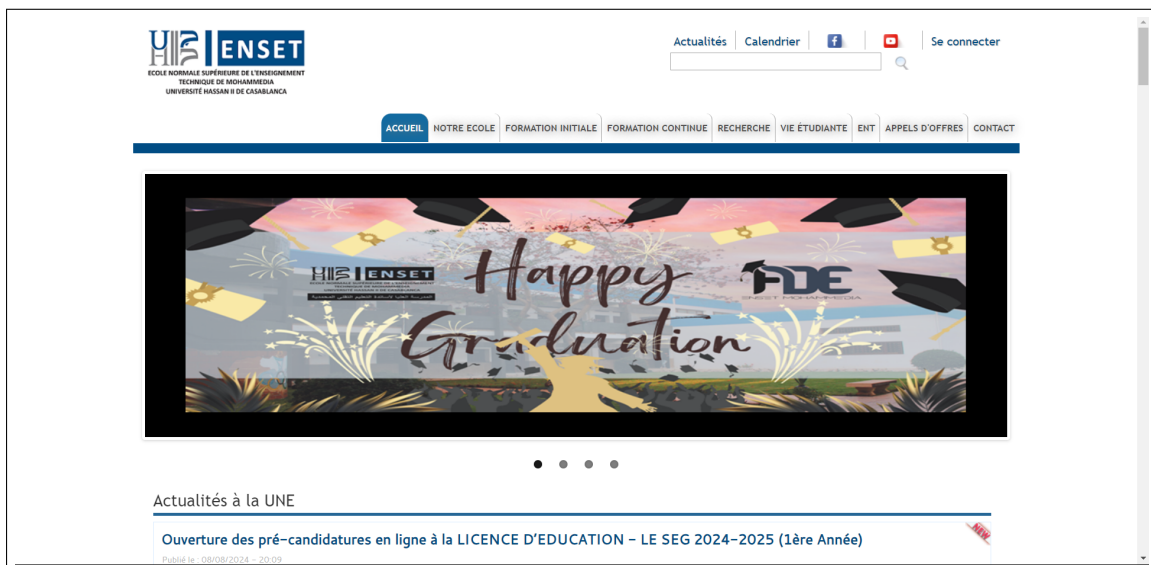 ENSET
ECOLE NORMALE SUPÉRIEURE DE L'ENSEIGNEMENT
TECHNIQUE DE MOHAMMEDIA
UNIVERSITÉ HASSAN II DE CASABLANCA
Actualités Calendrier Se connecter
ACCUEIL NOTRE ECOLE FORMATION INITIALE FORMATION CONTINUE RECHERCHE VIE ÉTUDIANTE ENT APPELS D'OFFRES CONTACT
Happy
ENSET
ADE
ENSET MOHAMMEDIA
Graduation
Actualités à la UNE
NEW
Ouverture des pré-candidatures en ligne à la LICENCE D'EDUCATION - LE SEG 2024-2025 (1ère Année)
Publié le : 08/08/2024 - 20:09